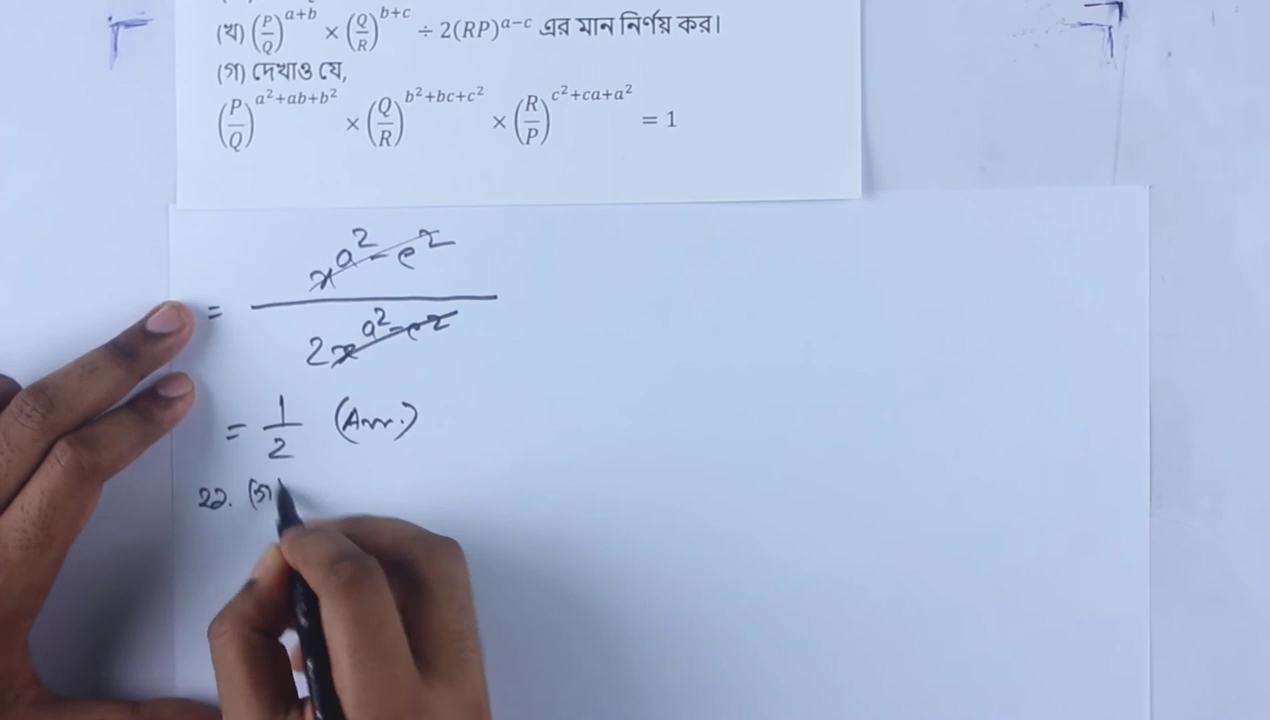 (খ) (P/Q)^{a+b} × (Q/R)^{b+c} ÷ 2(RP)^{a−c} এর মান নির্ণয় কর।
(গ) দেখাও যে,
(P/Q)^{a²+ab+b²} × (Q/R)^{b²+bc+c²} × (R/P)^{c²+ca+a²} = 1
= x^{a²-c²} / 2x^{a²-c²}
= 1/2 (Ans.)
২১. (গ)